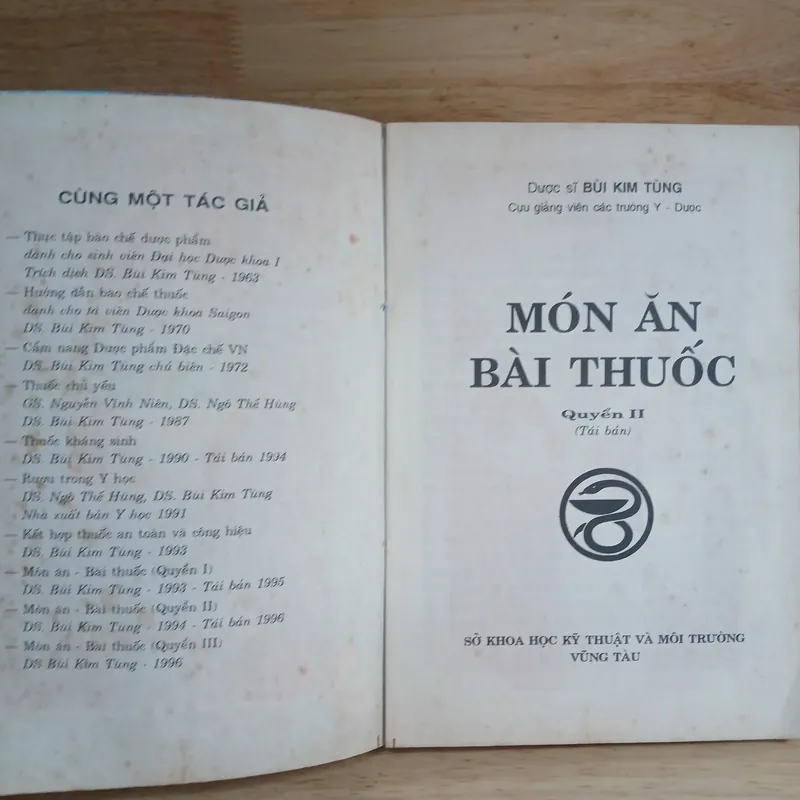 CÙNG MỘT TÁC GIẢ
— Thực tập bào chế dược phẩm
dành cho sinh viên Đại học Dược khoa I
Trích dịch DS. Bùi Kim Tùng - 1963
— Hướng dẫn bào chế thuốc
dành cho tá viên Dược khoa Saigon
DS. Bùi Kim Tùng - 1970
— Cẩm nang Dược phẩm Đặc chế VN
DS. Bùi Kim Tùng chủ biên - 1972
— Thuốc chủ yếu
GS. Nguyễn Vĩnh Niên, DS. Ngô Thế Hùng
DS. Bùi Kim Tùng - 1987
— Thuốc kháng sinh
DS. Bùi Kim Tùng - 1990 - Tái bản 1994
— Rượu trong Y học
DS. Ngô Thế Hùng, DS. Bùi Kim Tùng
Nhà xuất bản Y học 1991
— Kết hợp thuốc an toàn và công hiệu
DS. Bùi Kim Tùng - 1993
— Món ăn - Bài thuốc (Quyển I)
DS. Bùi Kim Tùng - 1993 - Tái bản 1995
— Món ăn - Bài thuốc (Quyển II)
DS. Bùi Kim Tùng - 1994 - Tái bản 1996
— Món ăn - Bài thuốc (Quyển III)
DS Bùi Kim Tùng - 1996
Dược sĩ BÙI KIM TÙNG
Cựu giảng viên các trường Y - Dược
MÓN ĂN
BÀI THUỐC
Quyển II
(Tái bản)
SỞ KHOA HỌC KỸ THUẬT VÀ MÔI TRƯỜNG
VŨNG TÀU